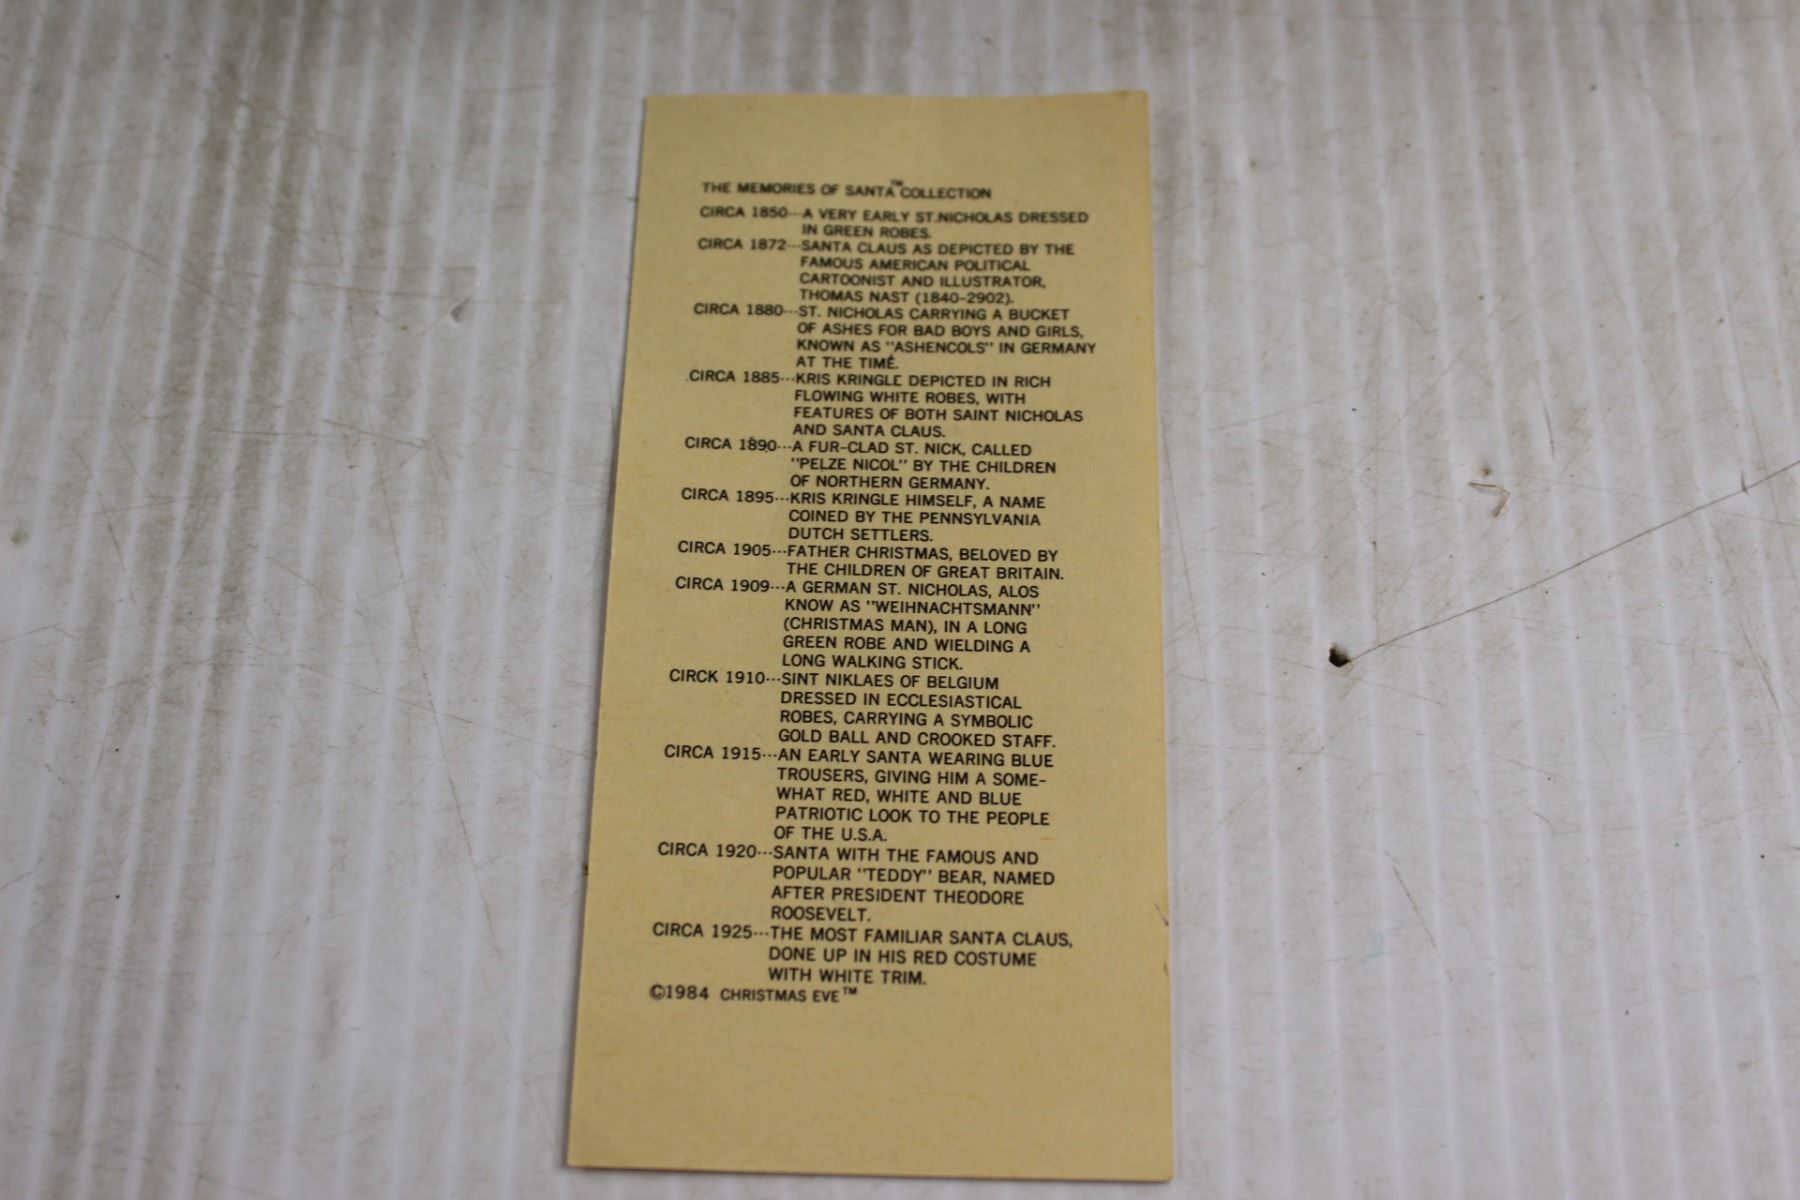 THE MEMORIES OF SANTA™ COLLECTION
CIRCA 1850---A VERY EARLY ST.NICHOLAS DRESSED
IN GREEN ROBES.
CIRCA 1872---SANTA CLAUS AS DEPICTED BY THE
FAMOUS AMERICAN POLITICAL
CARTOONIST AND ILLUSTRATOR,
THOMAS NAST (1840-2902).
CIRCA 1880---ST. NICHOLAS CARRYING A BUCKET
OF ASHES FOR BAD BOYS AND GIRLS,
KNOWN AS "ASHENCOLS" IN GERMANY
AT THE TIME.
CIRCA 1885---KRIS KRINGLE DEPICTED IN RICH
FLOWING WHITE ROBES, WITH
FEATURES OF BOTH SAINT NICHOLAS
AND SANTA CLAUS.
CIRCA 1890---A FUR-CLAD ST. NICK, CALLED
"PELZE NICOL" BY THE CHILDREN
OF NORTHERN GERMANY.
CIRCA 1895---KRIS KRINGLE HIMSELF, A NAME
COINED BY THE PENNSYLVANIA
DUTCH SETTLERS.
CIRCA 1905---FATHER CHRISTMAS, BELOVED BY
THE CHILDREN OF GREAT BRITAIN.
CIRCA 1909---A GERMAN ST. NICHOLAS, ALOS
KNOW AS "WEIHNACHTSMANN"
(CHRISTMAS MAN), IN A LONG
GREEN ROBE AND WIELDING A
LONG WALKING STICK.
CIRCK 1910---SINT NIKLAES OF BELGIUM
DRESSED IN ECCLESIASTICAL
ROBES, CARRYING A SYMBOLIC
GOLD BALL AND CROOKED STAFF.
CIRCA 1915---AN EARLY SANTA WEARING BLUE
TROUSERS, GIVING HIM A SOME-
WHAT RED, WHITE AND BLUE
PATRIOTIC LOOK TO THE PEOPLE
OF THE U.S.A.
CIRCA 1920---SANTA WITH THE FAMOUS AND
POPULAR "TEDDY" BEAR, NAMED
AFTER PRESIDENT THEODORE
ROOSEVELT.
CIRCA 1925---THE MOST FAMILIAR SANTA CLAUS,
DONE UP IN HIS RED COSTUME
WITH WHITE TRIM.
©1984 CHRISTMAS EVE™